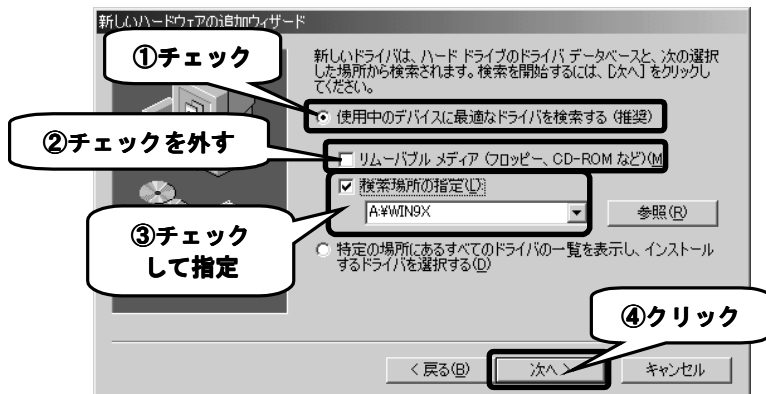 新しいハードウェアの追加ウィザード
①チェック
新しいドライバは、ハード ドライブのドライバ データベースと、次の選択
した場所から検索されます。検索を開始するには、[次へ] をクリックし
てください。
使用中のデバイスに最適なドライバを検索する (推奨)
②チェックを外す
リムーバブル メディア (フロッピー、CD-ROM など)(M
検索場所の指定(L):
A:¥WIN9X
参照(R)
③チェック
して指定
特定の場所にあるすべてのドライバの一覧を表示し、インストール
するドライバを選択する(D)
④クリック
< 戻る(B)
次へ >
キャンセル